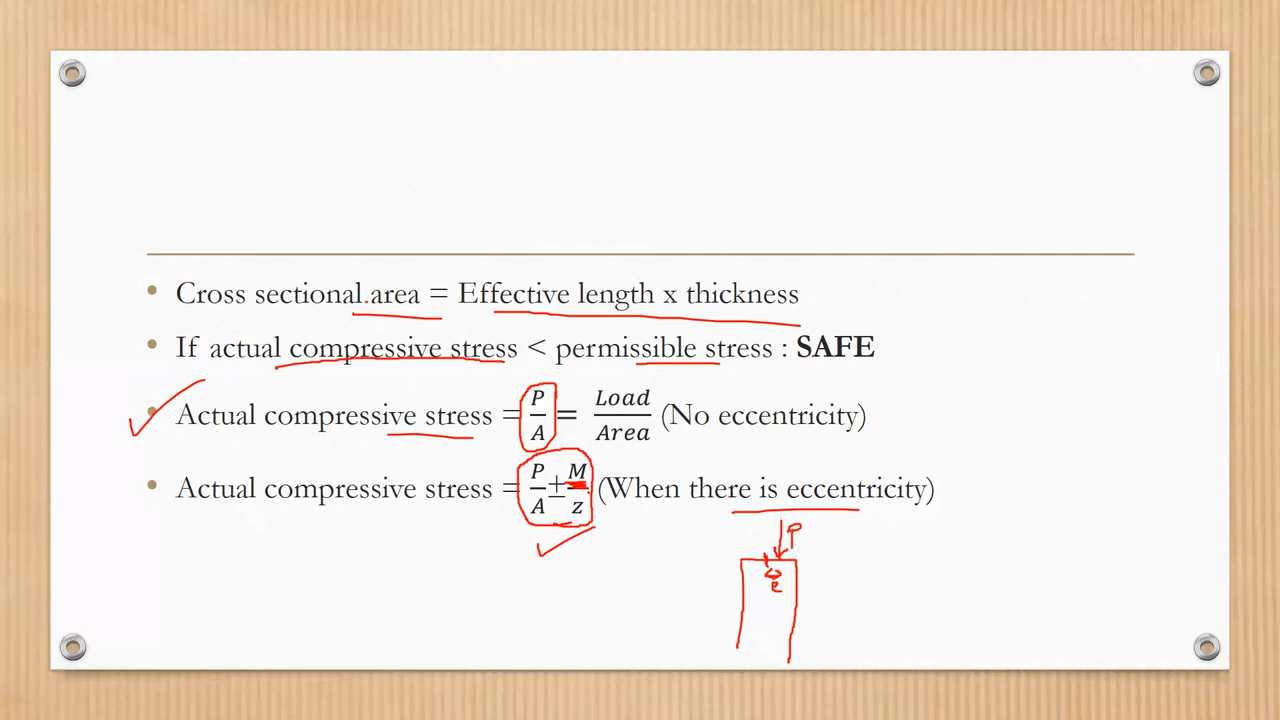 Cross sectional area = Effective length x thickness
If actual compressive stress < permissible stress : SAFE
Actual compressive stress = P/A = Load/Area (No eccentricity)
Actual compressive stress = P/A ± M/z (When there is eccentricity)
P
e